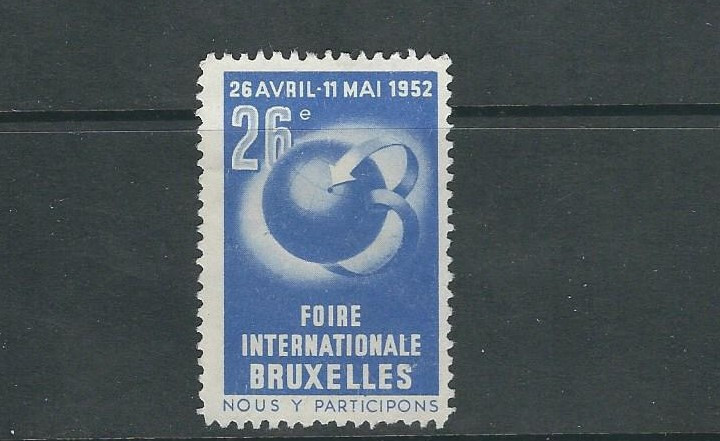 26 AVRIL-11 MAI 1952
26e
FOIRE
INTERNATIONALE
BRUXELLES
NOUS Y PARTICIPONS